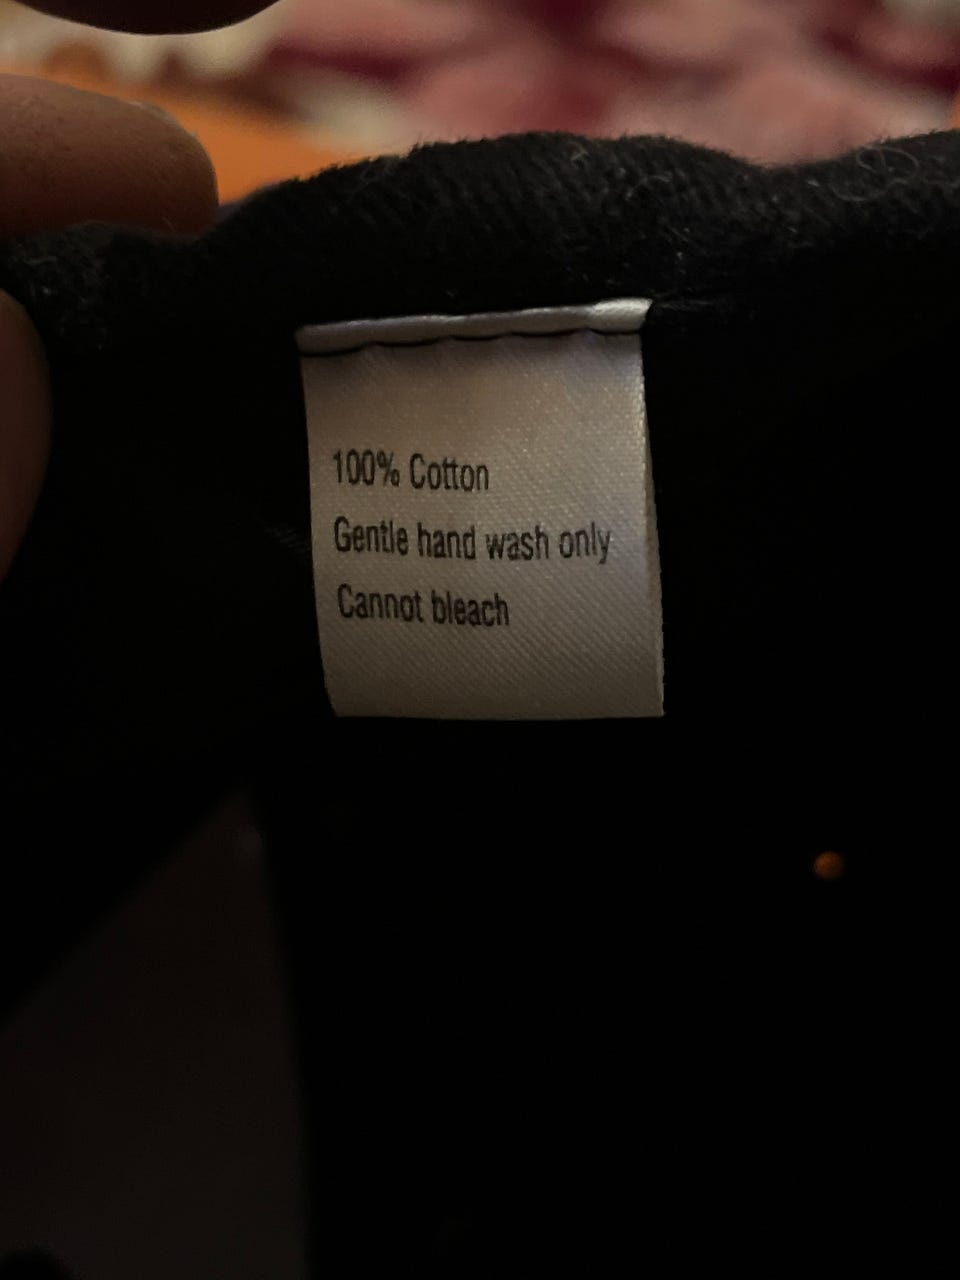 100% Cotton
Gentle hand wash only
Cannot bleach